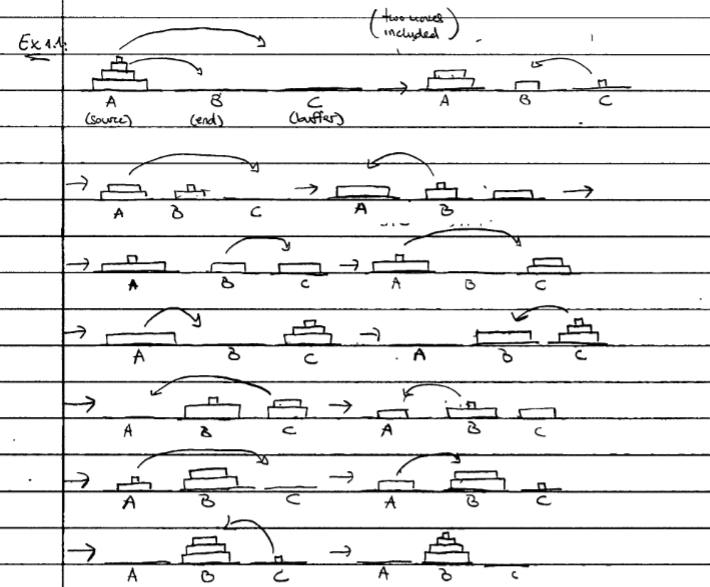 (two moves
included)
Ex 1.1:
A B C → A B C
(source) (end) (buffer)
→ A B C → A B →
→ A B C → A B C
→ A B C → A B C
→ A B C → A B C
→ A B C → A B C
→ A B C → A B C